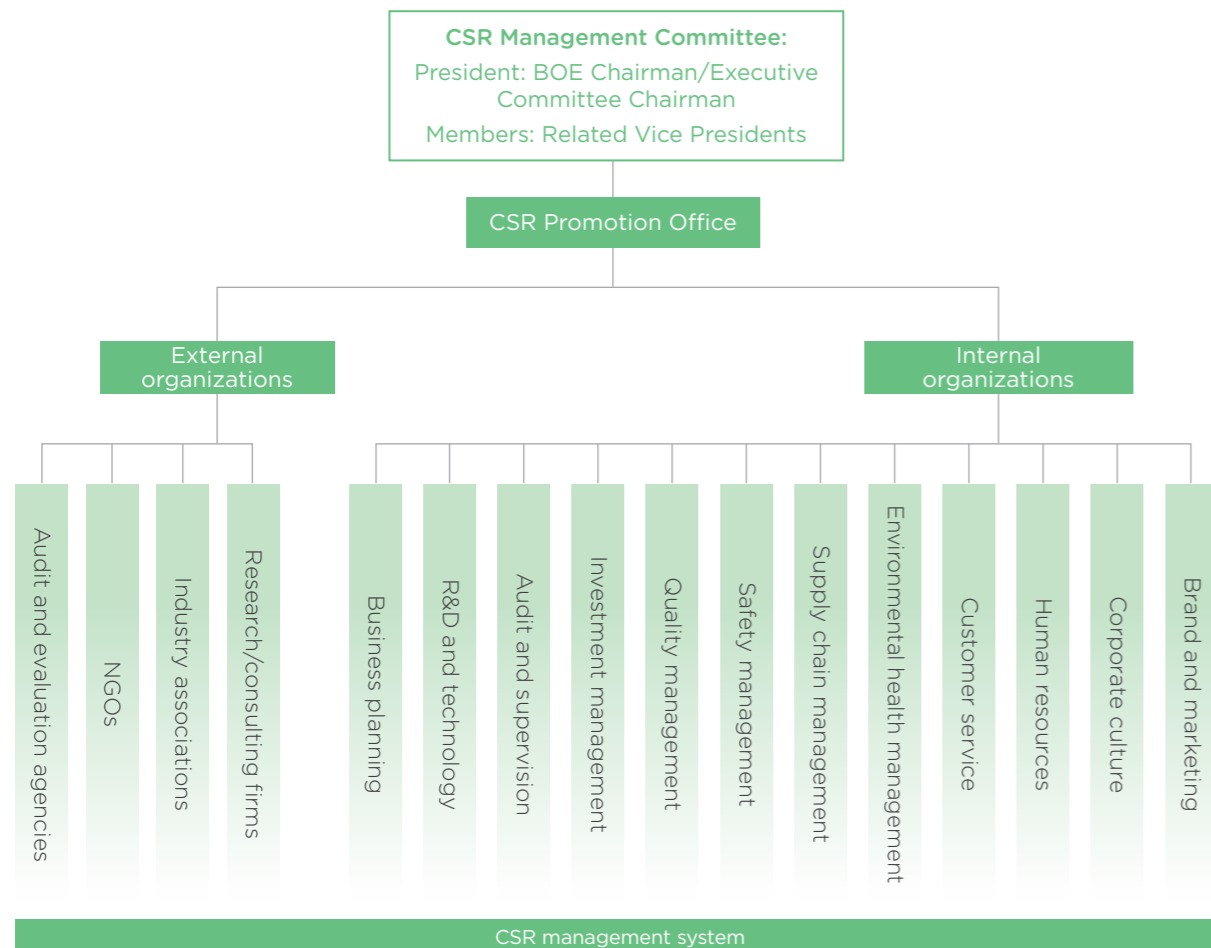 CSR Management Committee:
President: BOE Chairman/Executive
Committee Chairman
Members: Related Vice Presidents
CSR Promotion Office
External
organizations
Internal
organizations
Audit and evaluation agencies
NGOs
Industry associations
Research/consulting firms
Business planning
R&D and technology
Audit and supervision
Investment management
Quality management
Safety management
Supply chain management
Environmental health management
Customer service
Human resources
Corporate culture
Brand and marketing
CSR management system